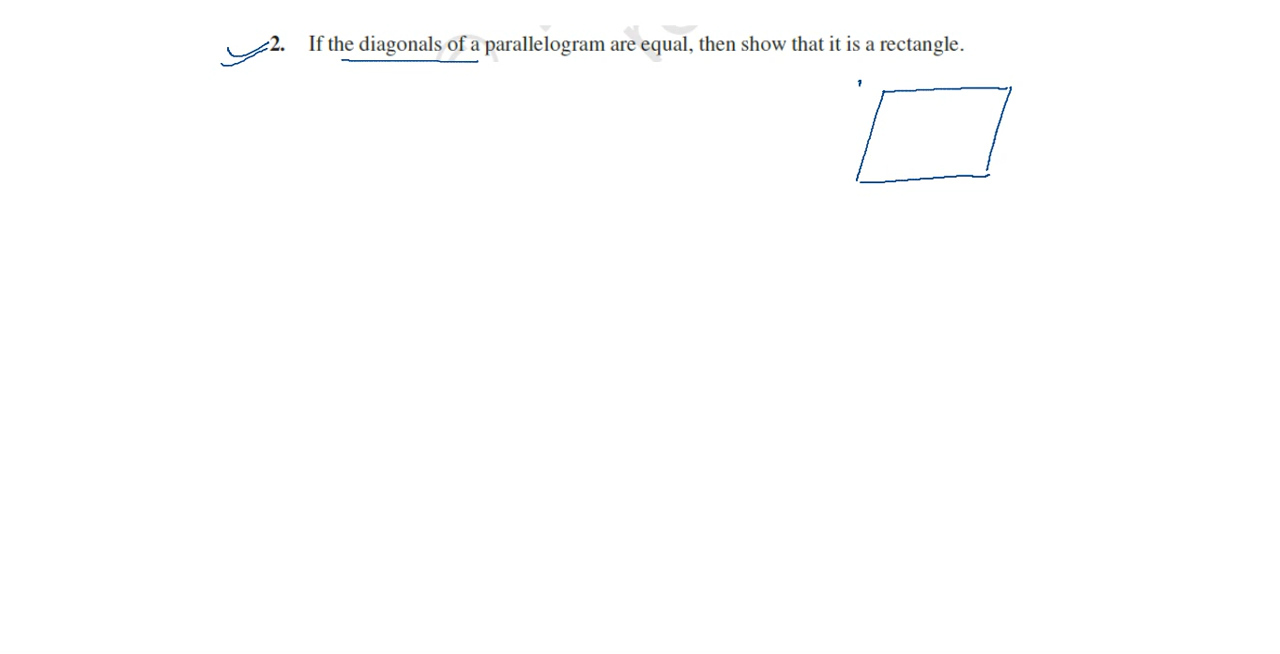 2. If the diagonals of a parallelogram are equal, then show that it is a rectangle.